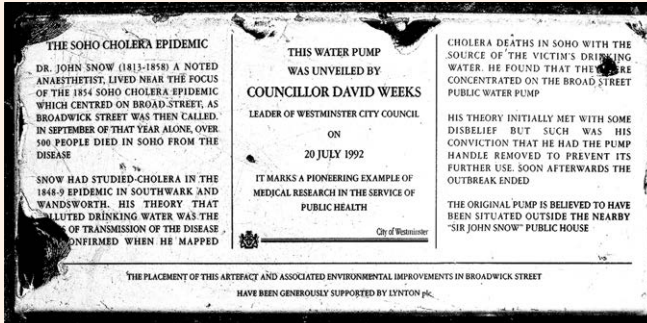 THE SOHO CHOLERA EPIDEMIC
DR. JOHN SNOW (1813-1858) A NOTED
ANAESTHETIST, LIVED NEAR THE FOCUS
OF THE 1854 SOHO CHOLERA EPIDEMIC
WHICH CENTRED ON BROAD STREET, AS
BROADWICK STREET WAS THEN CALLED.
IN SEPTEMBER OF THAT YEAR ALONE, OVER
500 PEOPLE DIED IN SOHO FROM THE
DISEASE
SNOW HAD STUDIED CHOLERA IN THE
1848-9 EPIDEMIC IN SOUTHWARK AND
WANDSWORTH. HIS THEORY THAT
LLUTED DRINKING WATER WAS THE
OF TRANSMISSION OF THE DISEASE
ONFIRMED WHEN HE MAPPED
THIS WATER PUMP
WAS UNVEILED BY
COUNCILLOR DAVID WEEKS
LEADER OF WESTMINSTER CITY COUNCIL
ON
20 JULY 1992
IT MARKS A PIONEERING EXAMPLE OF
MEDICAL RESEARCH IN THE SERVICE OF
PUBLIC HEALTH
City of Westminster
CHOLERA DEATHS IN SOHO WITH THE
SOURCE OF THE VICTIM'S DRINKING
WATER. HE FOUND THAT THEY WERE
CONCENTRATED ON THE BROAD STREET
PUBLIC WATER PUMP
HIS THEORY INITIALLY MET WITH SOME
DISBELIEF BUT SUCH WAS HIS
CONVICTION THAT HE HAD THE PUMP
HANDLE REMOVED TO PREVENT ITS
FURTHER USE. SOON AFTERWARDS THE
OUTBREAK ENDED
THE ORIGINAL PUMP IS BELIEVED TO HAVE
BEEN SITUATED OUTSIDE THE NEARBY
"SIR JOHN SNOW" PUBLIC HOUSE
THE PLACEMENT OF THIS ARTEFACT AND ASSOCIATED ENVIRONMENTAL IMPROVEMENTS IN BROADWICK STREET
HAVE BEEN GENEROUSLY SUPPORTED BY LYNTON plc